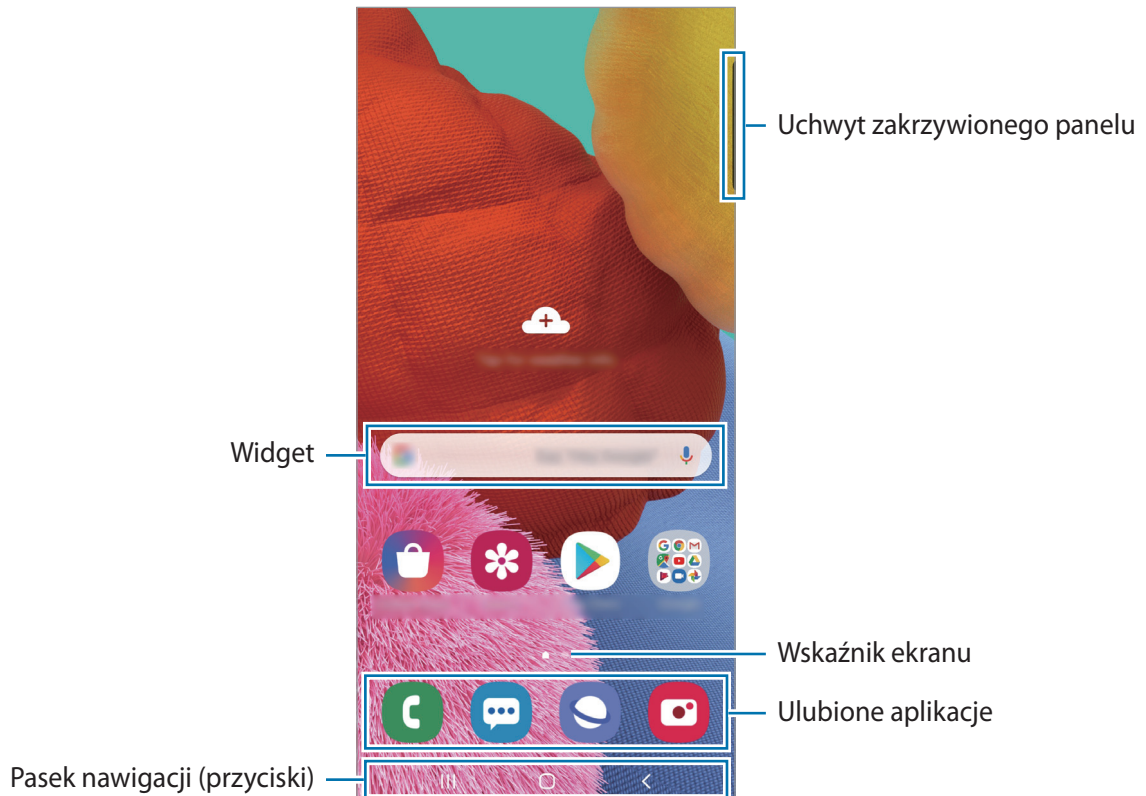 Uchwyt zakrzywionego panelu
Widget
Wskaźnik ekranu
Ulubione aplikacje
Pasek nawigacji (przyciski)